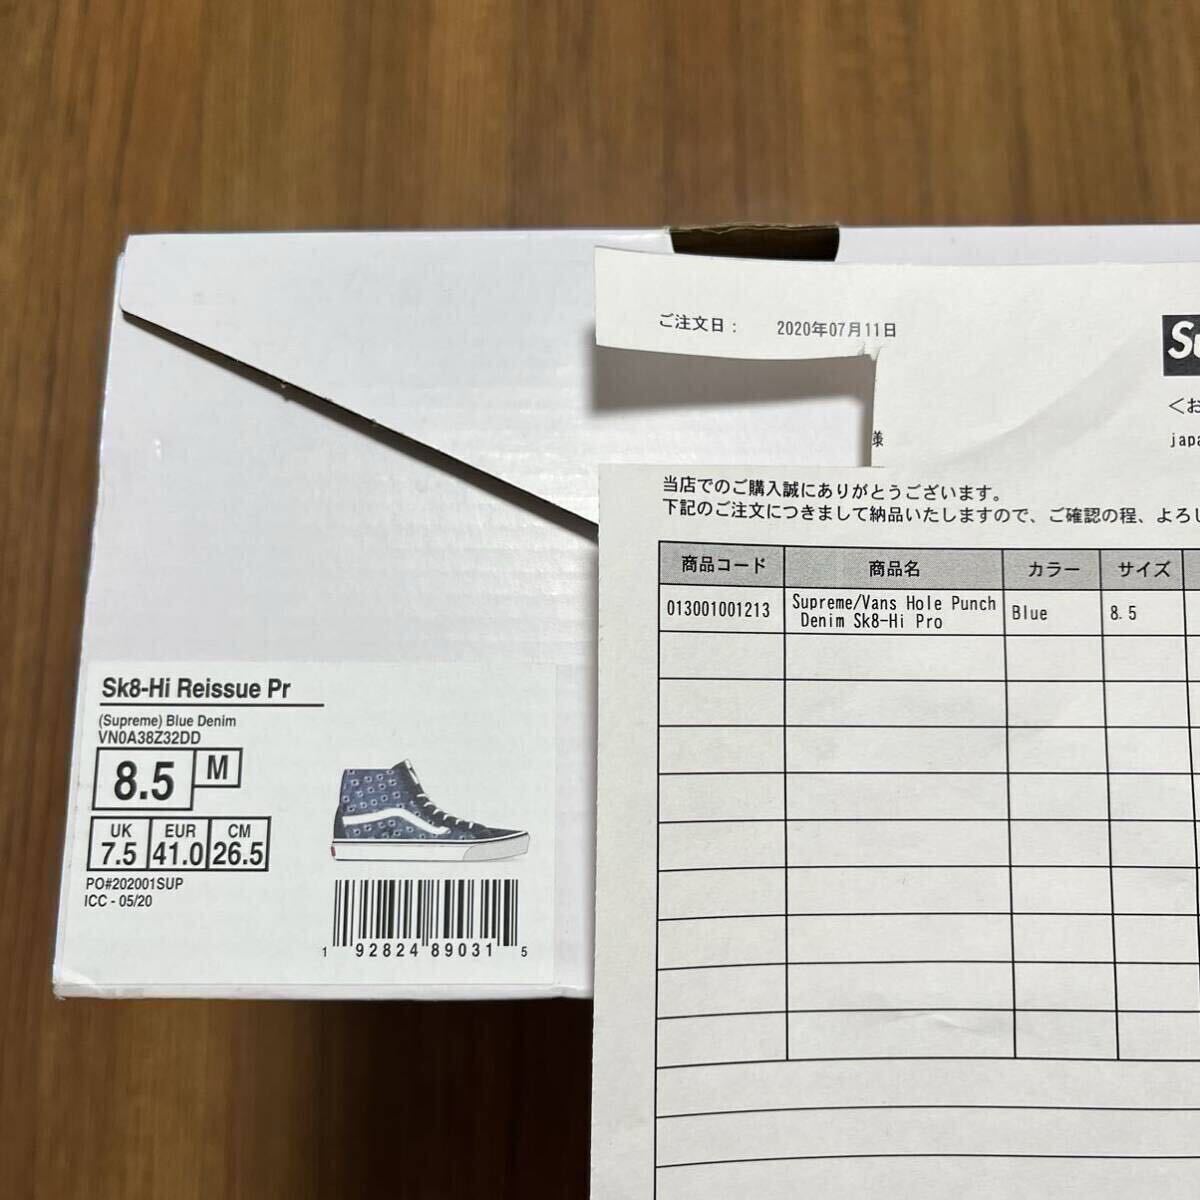 ご注文日： 2020年07月11日
様
当店でのご購入誠にありがとうございます。
下記のご注文につきまして納品いたしますので、ご確認の程、よろし
商品コード 商品名 カラー サイズ
013001001213 Supreme/Vans Hole Punch Denim Sk8-Hi Pro Blue 8.5
<お
japa
Sk8-Hi Reissue Pr
(Supreme) Blue Denim
VN0A38Z32DD
8.5 M
UK EUR CM
7.5 41.0 26.5
PO#202001SUP
ICC - 05/20
1 92824 89031 5